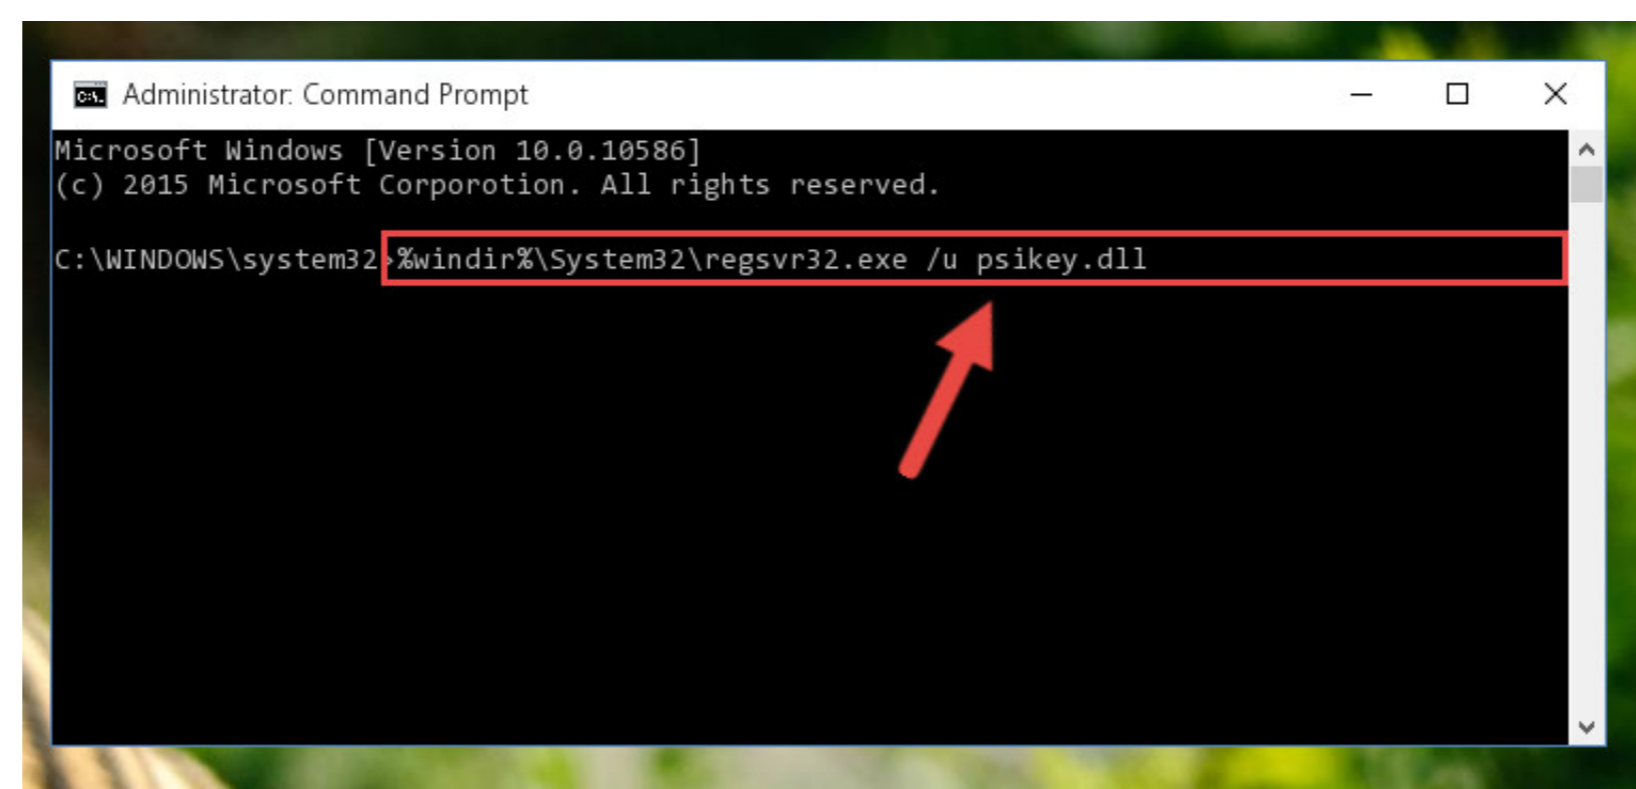 Administrator: Command Prompt
Microsoft Windows [Version 10.0.10586]
(c) 2015 Microsoft Corporotion. All rights reserved.
C:\WINDOWS\system32>%windir%\System32\regsvr32.exe /u psikey.dll